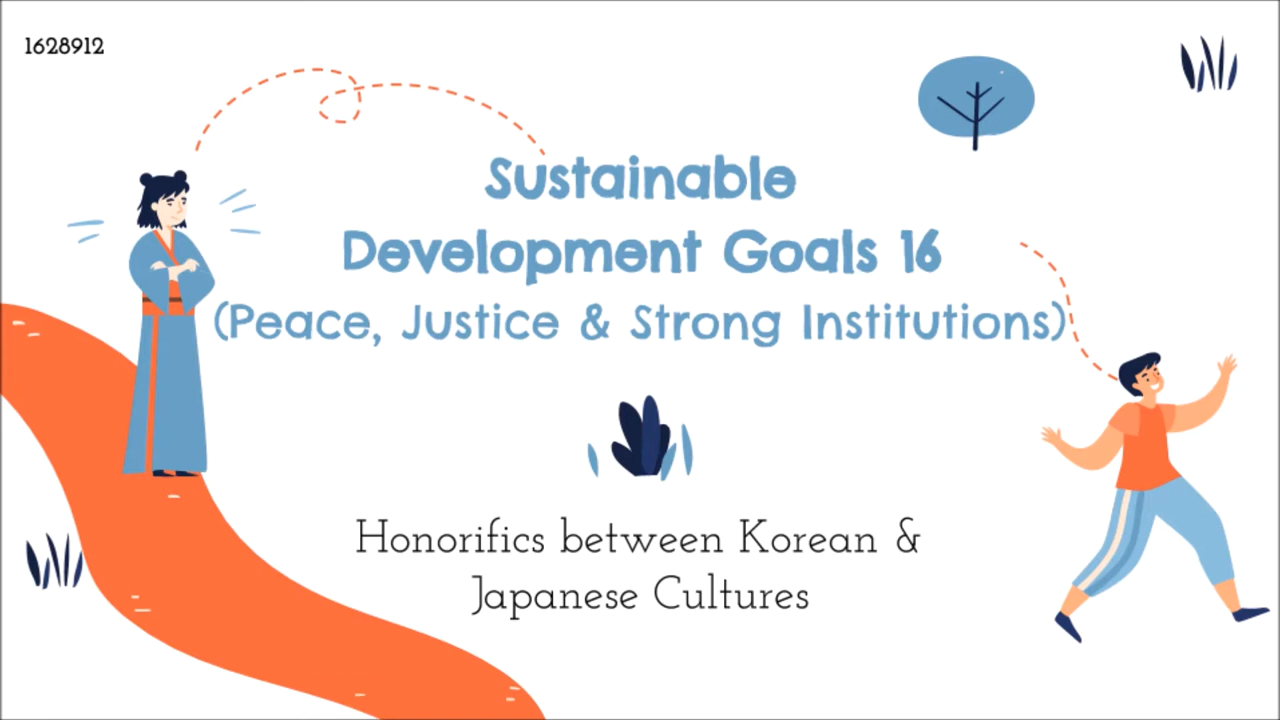 1628912
Sustainable
Development Goals 16
(Peace, Justice & Strong Institutions)
Honorifics between Korean &
Japanese Cultures